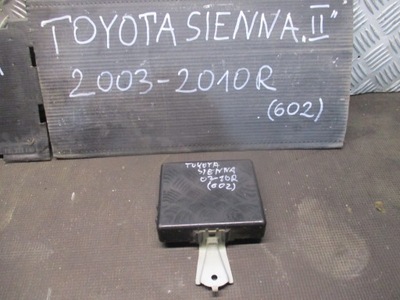 TOYOTA SIENNA "II"
2003-2010R
(602)
TOYOTA
SIENNA
03-10R
(602)